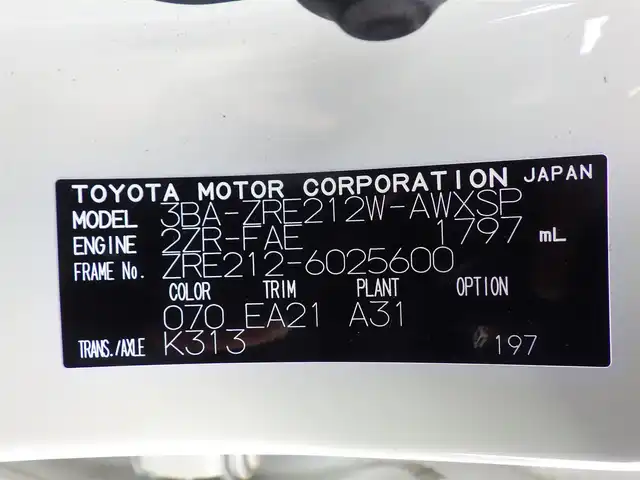 TOYOTA MOTOR CORPORATION JAPAN
MODEL 3BA-ZRE212W-AWXSP
ENGINE 2ZR-FAE 1797 mL
FRAME No. ZRE212-6025600
COLOR TRIM PLANT OPTION
070 EA21 A31
TRANS./AXLE K313 197